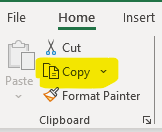 File Home Insert
Cut
Paste
Copy
Format Painter
Clipboard